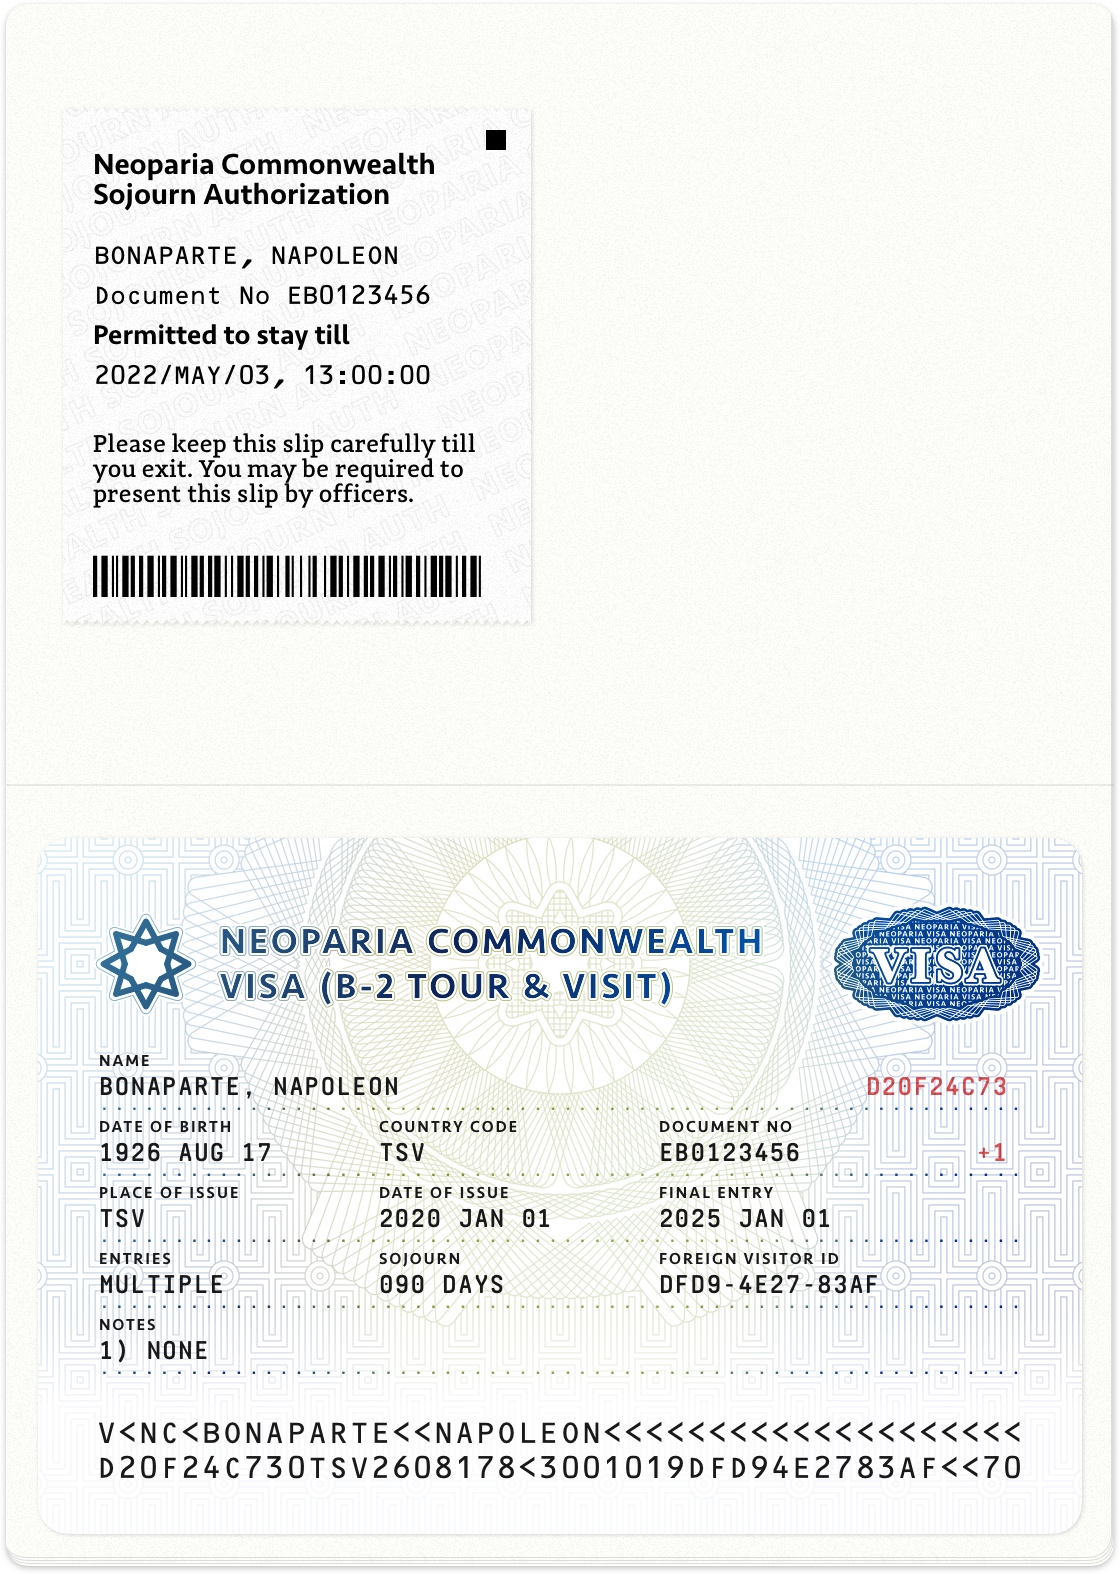 Neoparia Commonwealth
Sojourn Authorization
BONAPARTE, NAPOLEON
Document No EB0123456
Permitted to stay till
2022/MAY/03, 13:00:00
Please keep this slip carefully till
you exit. You may be required to
present this slip by officers.
NEOPARIA COMMONWEALTH
VISA (B-2 TOUR & VISIT)
VISA
NAME
BONAPARTE, NAPOLEON D20F24C73
DATE OF BIRTH COUNTRY CODE DOCUMENT NO
1926 AUG 17 TSV EB0123456 +1
PLACE OF ISSUE DATE OF ISSUE FINAL ENTRY
TSV 2020 JAN 01 2025 JAN 01
ENTRIES SOJOURN FOREIGN VISITOR ID
MULTIPLE 090 DAYS DFD9-4E27-83AF
NOTES
1) NONE
V<NC<BONAPARTE<<NAPOLEON<<<<<<<<<<<<<<<<<<<<
D20F24C730TSV2608178<3001019DFD94E2783AF<<70